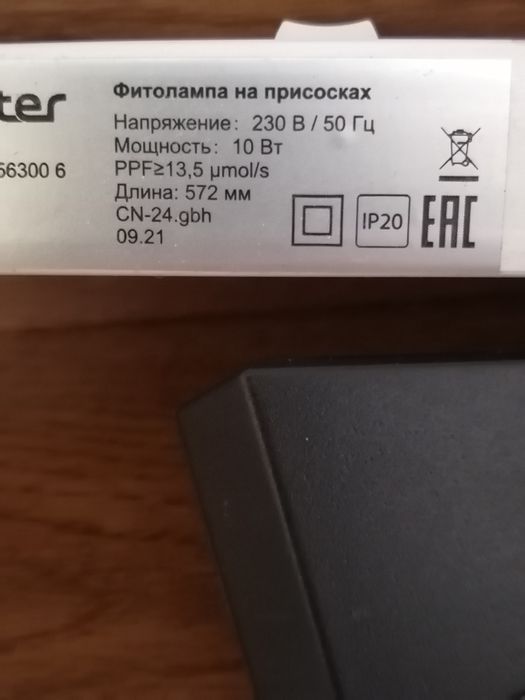 ter
Фитолампа на присосках
Напряжение: 230 В / 50 Гц
Мощность: 10 Вт
56300 6
PPF≥13,5 µmol/s
Длина: 572 мм
CN-24.gbh
09.21
IP20
EAC